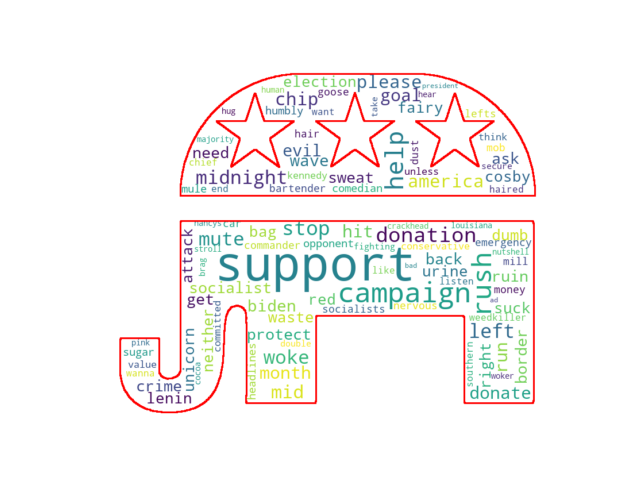 election please president
human chip goose goal hear
hug humbly want take fairy lefts
majority hair help dust think
need evil mob
chief wave unless secure ask
midnight kennedy sweat america cosby
mule end bartender comedian haired
nancys car crackhead louisiana
mute bag stop hit donation dumb
stroll commander opponent fighting conservative emergency
attack support back nutshell
brag like bad urine rush mill
socialist listen ruin
get campaign ad money
biden red socialists nervous suck
committed waste weedkiller
neither protect left
pink unicorn double run border
sugar woke southern right
value cocoa month woker
wanna headlines
crime mid donate
lenin